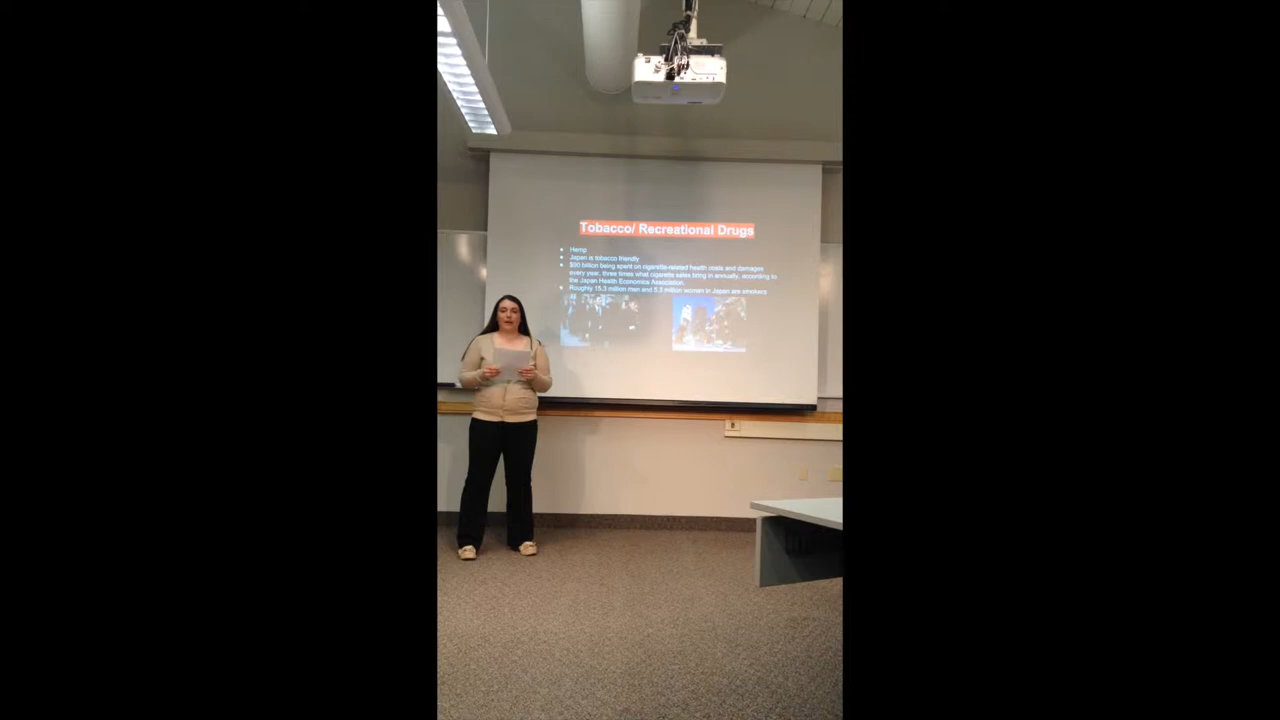 Tobacco/ Recreational Drugs
Hemp
Japan is tobacco friendly
$90 billion being spent on cigarette-related health costs and damages
every year, three times what cigarette sales bring in annually, according to
the Japan Health Economics Association.
Roughly 15.3 million men and 5.3 million women in Japan are smokers